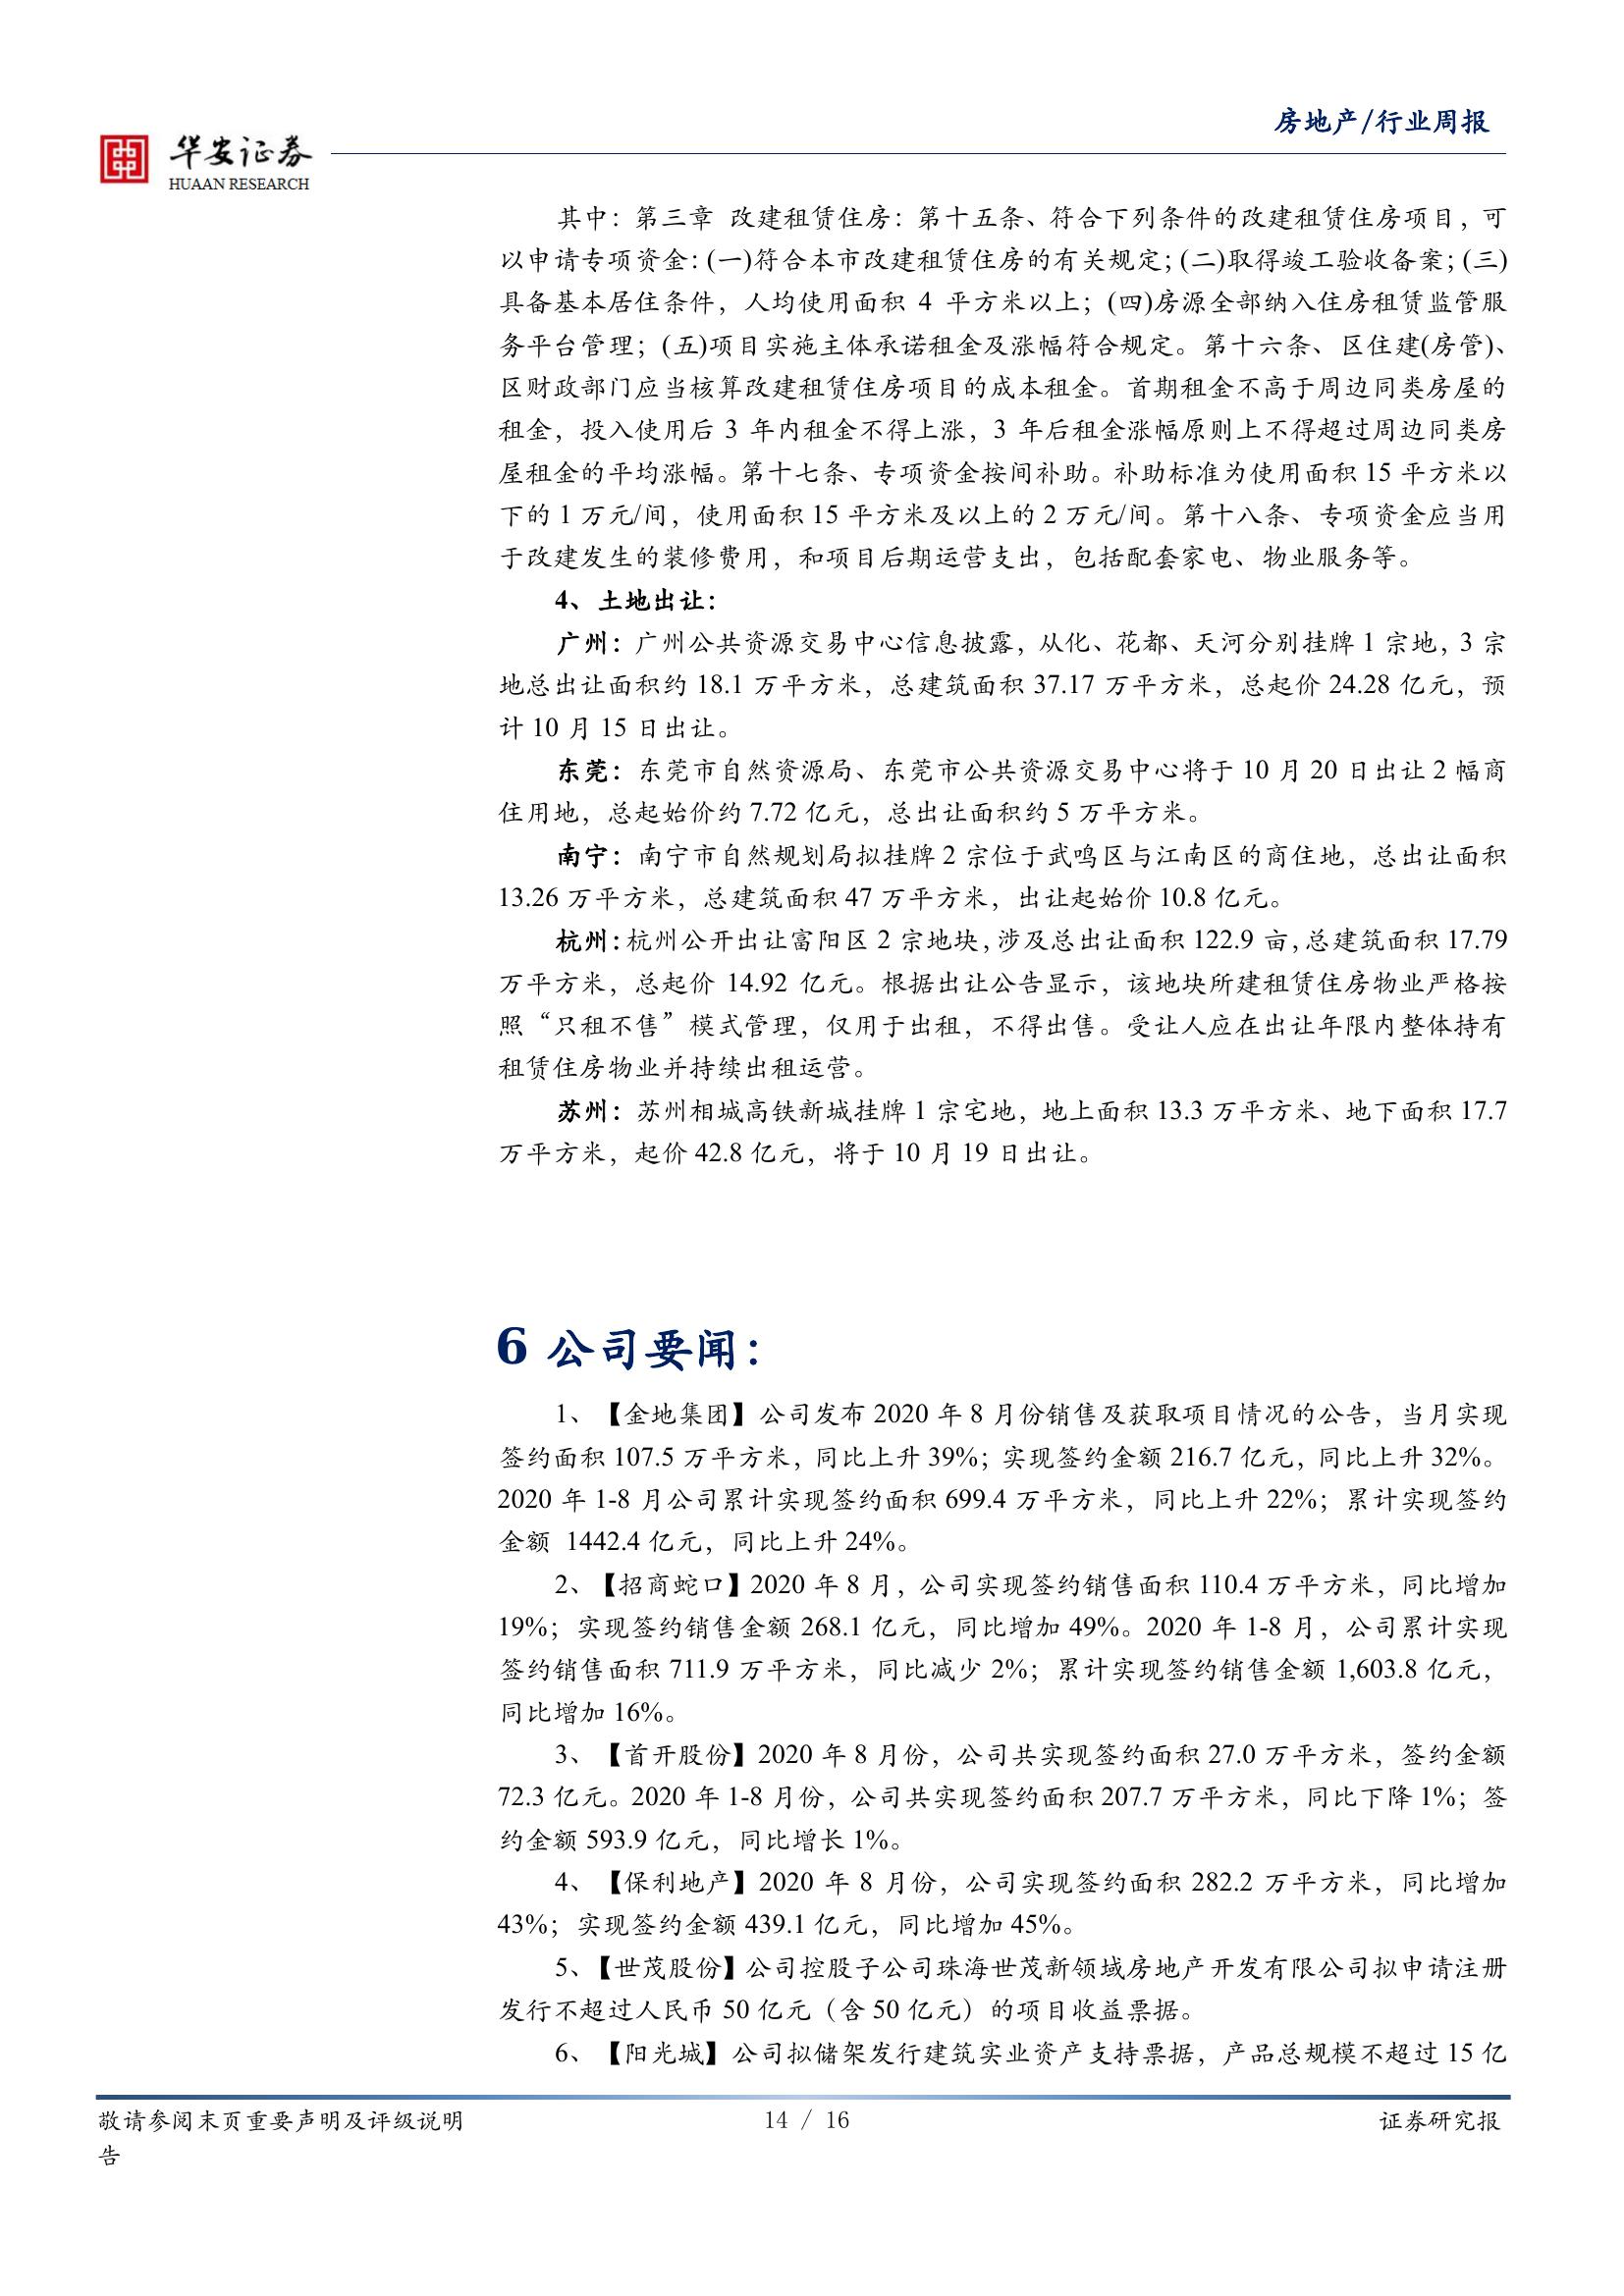 房地产/行业周报
华安证券
HUAAN RESEARCH
其中：第三章 改建租赁住房：第十五条、符合下列条件的改建租赁住房项目，可
以申请专项资金：(一)符合本市改建租赁住房的有关规定；(二)取得竣工验收备案；(三)
具备基本居住条件，人均使用面积 4 平方米以上；(四)房源全部纳入住房租赁监管服
务平台管理；(五)项目实施主体承诺租金及涨幅符合规定。第十六条、区住建(房管)、
区财政部门应当核算改建租赁住房项目的成本租金。首期租金不高于周边同类房屋的
租金，投入使用后 3 年内租金不得上涨，3 年后租金涨幅原则上不得超过周边同类房
屋租金的平均涨幅。第十七条、专项资金按间补助。补助标准为使用面积 15 平方米以
下的 1 万元/间，使用面积 15 平方米及以上的 2 万元/间。第十八条、专项资金应当用
于改建发生的装修费用，和项目后期运营支出，包括配套家电、物业服务等。
4、土地出让：
广州：广州公共资源交易中心信息披露，从化、花都、天河分别挂牌 1 宗地，3 宗
地总出让面积约 18.1 万平方米，总建筑面积 37.17 万平方米，总起价 24.28 亿元，预
计 10 月 15 日出让。
东莞：东莞市自然资源局、东莞市公共资源交易中心将于 10 月 20 日出让 2 幅商
住用地，总起始价约 7.72 亿元，总出让面积约 5 万平方米。
南宁：南宁市自然规划局拟挂牌 2 宗位于武鸣区与江南区的商住地，总出让面积
13.26 万平方米，总建筑面积 47 万平方米，出让起始价 10.8 亿元。
杭州：杭州公开出让富阳区 2 宗地块，涉及总出让面积 122.9 亩，总建筑面积 17.79
万平方米，总起价 14.92 亿元。根据出让公告显示，该地块所建租赁住房物业严格按
照“只租不售”模式管理，仅用于出租，不得出售。受让人应在出让年限内整体持有
租赁住房物业并持续出租运营。
苏州：苏州相城高铁新城挂牌 1 宗宅地，地上面积 13.3 万平方米、地下面积 17.7
万平方米，起价 42.8 亿元，将于 10 月 19 日出让。
6 公司要闻：
1、【金地集团】公司发布 2020 年 8 月份销售及获取项目情况的公告，当月实现
签约面积 107.5 万平方米，同比上升 39%；实现签约金额 216.7 亿元，同比上升 32%。
2020 年 1-8 月公司累计实现签约面积 699.4 万平方米，同比上升 22%；累计实现签约
金额 1442.4 亿元，同比上升 24%。
2、【招商蛇口】2020 年 8 月，公司实现签约销售面积 110.4 万平方米，同比增加
19%；实现签约销售金额 268.1 亿元，同比增加 49%。2020 年 1-8 月，公司累计实现
签约销售面积 711.9 万平方米，同比减少 2%；累计实现签约销售金额 1,603.8 亿元，
同比增加 16%。
3、【首开股份】2020 年 8 月份，公司共实现签约面积 27.0 万平方米，签约金额
72.3 亿元。2020 年 1-8 月份，公司共实现签约面积 207.7 万平方米，同比下降 1%；签
约金额 593.9 亿元，同比增长 1%。
4、【保利地产】2020 年 8 月份，公司实现签约面积 282.2 万平方米，同比增加
43%；实现签约金额 439.1 亿元，同比增加 45%。
5、【世茂股份】公司控股子公司珠海世茂新领域房地产开发有限公司拟申请注册
发行不超过人民币 50 亿元（含 50 亿元）的项目收益票据。
6、【阳光城】公司拟储架发行建筑实业资产支持票据，产品总规模不超过 15 亿
敬请参阅末页重要声明及评级说明 14 / 16 证券研究报
告